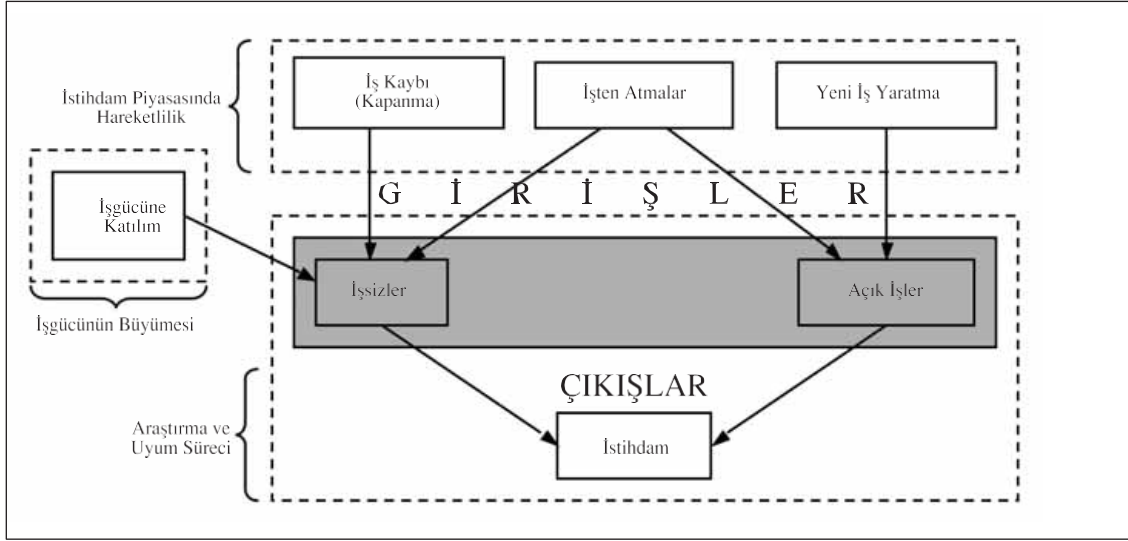 İş Kaybı
(Kapanma)
İşten Atmalar
Yeni İş Yaratma
İstihdam Piyasasında
Hareketlilik
G İ R İ Ş L E R
İşgücüne
Katılım
İşsizler
Açık İşler
İşgücünün Büyümesi
ÇIKIŞLAR
Araştırma ve
Uyum Süreci
İstihdam